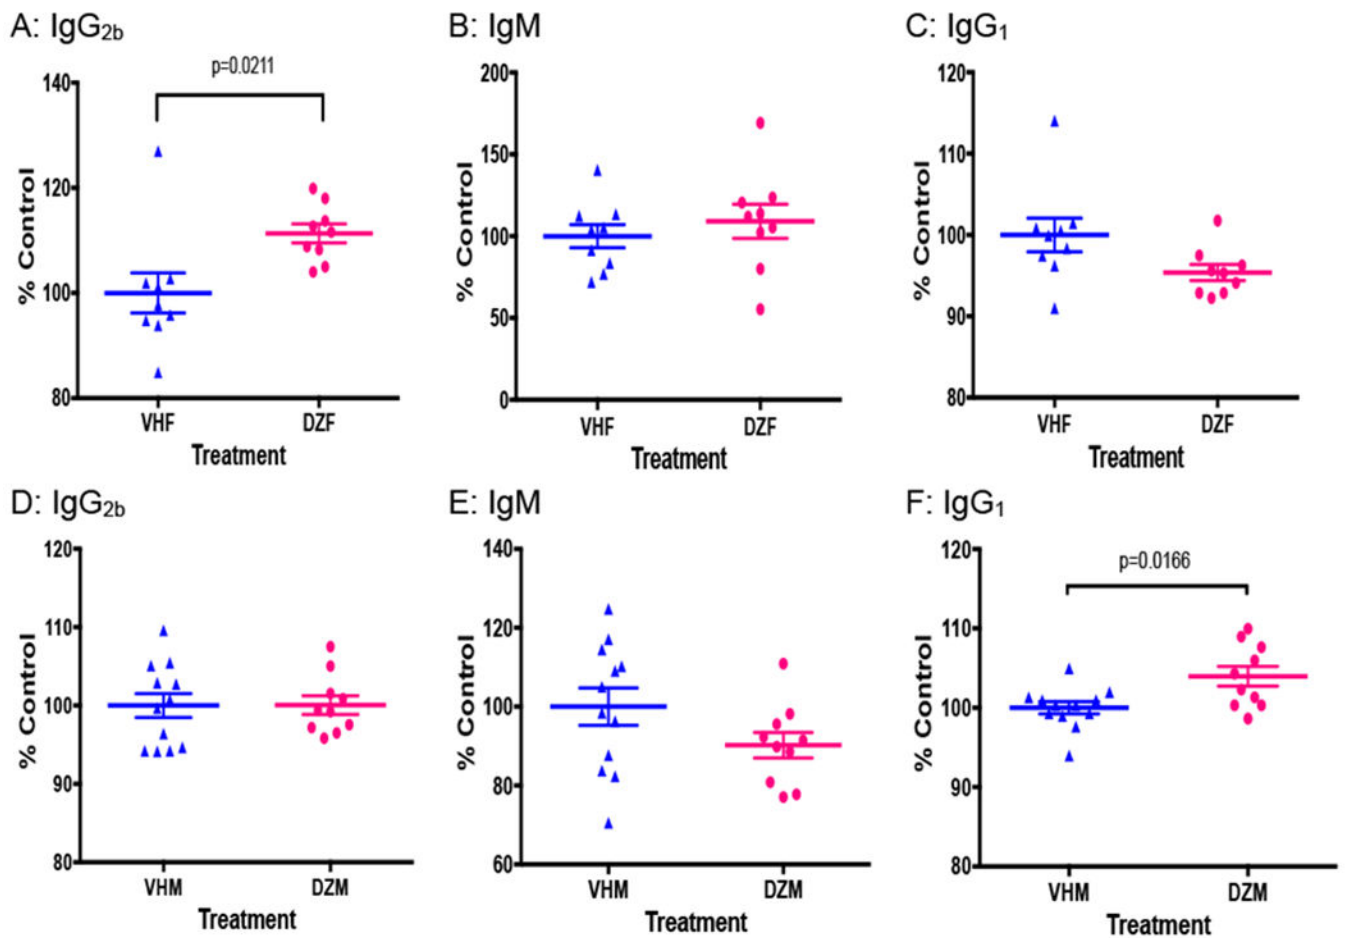 A: IgG2b
p=0.0211
140
120
100
80
% Control
VHF DZF
Treatment
B: IgM
200
150
100
50
0
% Control
VHF DZF
Treatment
C: IgG1
120
110
100
90
80
% Control
VHF DZF
Treatment
D: IgG2b
120
110
100
90
80
% Control
VHM DZM
Treatment
E: IgM
140
120
100
80
60
% Control
VHM DZM
Treatment
F: IgG1
p=0.0166
120
110
100
90
80
% Control
VHM DZM
Treatment